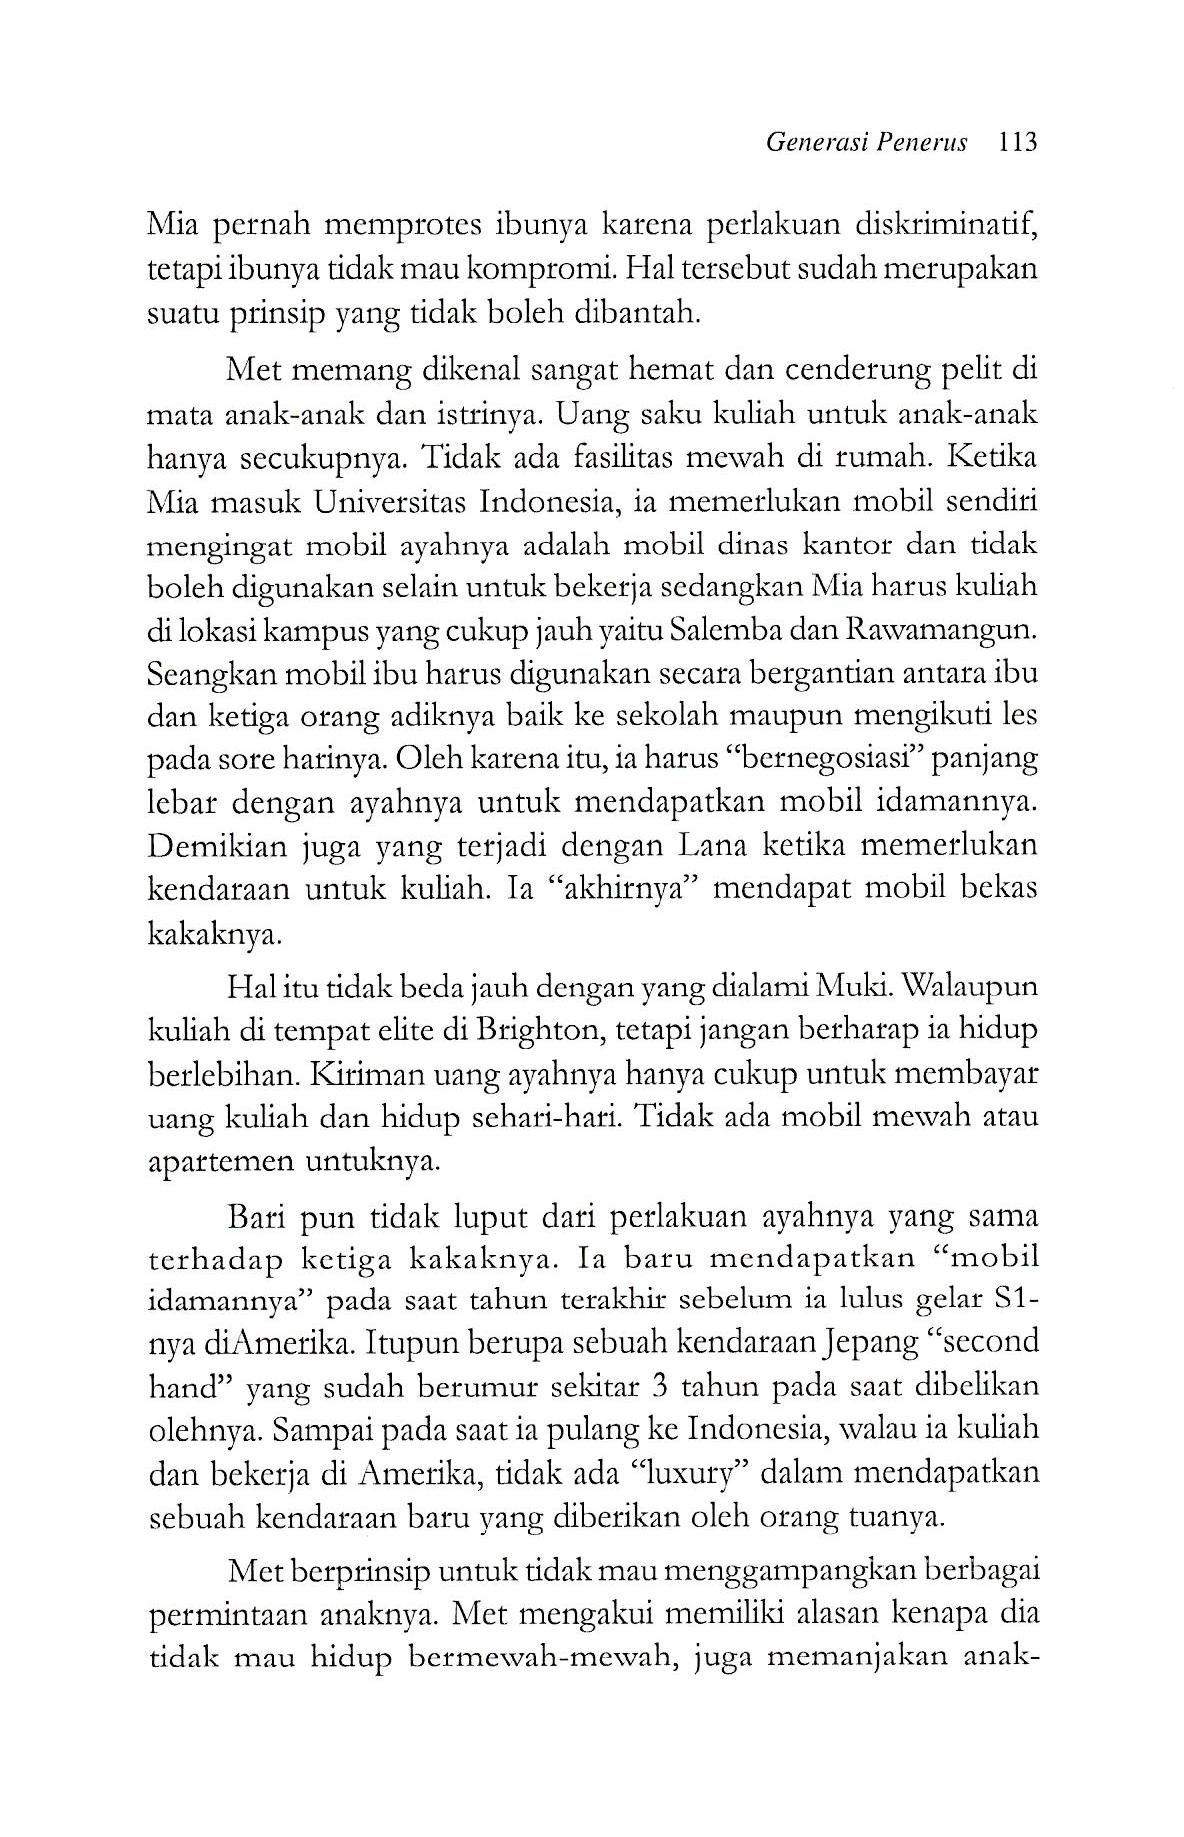 Generasi Penerus 113
Mia pernah memprotes ibunya karena perlakuan diskriminatif,
tetapi ibunya tidak mau kompromi. Hal tersebut sudah merupakan
suatu prinsip yang tidak boleh dibantah.
Met memang dikenal sangat hemat dan cenderung pelit di
mata anak-anak dan istrinya. Uang saku kuliah untuk anak-anak
hanya secukupnya. Tidak ada fasilitas mewah di rumah. Ketika
Mia masuk Universitas Indonesia, ia memerlukan mobil sendiri
mengingat mobil ayahnya adalah mobil dinas kantor dan tidak
boleh digunakan selain untuk bekerja sedangkan Mia harus kuliah
di lokasi kampus yang cukup jauh yaitu Salemba dan Rawamangun.
Seangkan mobil ibu harus digunakan secara bergantian antara ibu
dan ketiga orang adiknya baik ke sekolah maupun mengikuti les
pada sore harinya. Oleh karena itu, ia harus “bernegosiasi” panjang
lebar dengan ayahnya untuk mendapatkan mobil idamannya.
Demikian juga yang terjadi dengan Lana ketika memerlukan
kendaraan untuk kuliah. Ia “akhirnya” mendapat mobil bekas
kakaknya.
Hal itu tidak beda jauh dengan yang dialami Muki. Walaupun
kuliah di tempat elite di Brighton, tetapi jangan berharap ia hidup
berlebihan. Kiriman uang ayahnya hanya cukup untuk membayar
uang kuliah dan hidup sehari-hari. Tidak ada mobil mewah atau
apartemen untuknya.
Bari pun tidak luput dari perlakuan ayahnya yang sama
terhadap ketiga kakaknya. Ia baru mendapatkan “mobil
idamannya” pada saat tahun terakhir sebelum ia lulus gelar S1-
nya diAmerika. Itupun berupa sebuah kendaraan Jepang “second
hand” yang sudah berumur sekitar 3 tahun pada saat dibelikan
olehnya. Sampai pada saat ia pulang ke Indonesia, walau ia kuliah
dan bekerja di Amerika, tidak ada “luxury” dalam mendapatkan
sebuah kendaraan baru yang diberikan oleh orang tuanya.
Met berprinsip untuk tidak mau menggampangkan berbagai
permintaan anaknya. Met mengakui memiliki alasan kenapa dia
tidak mau hidup bermewah-mewah, juga memanjakan anak-